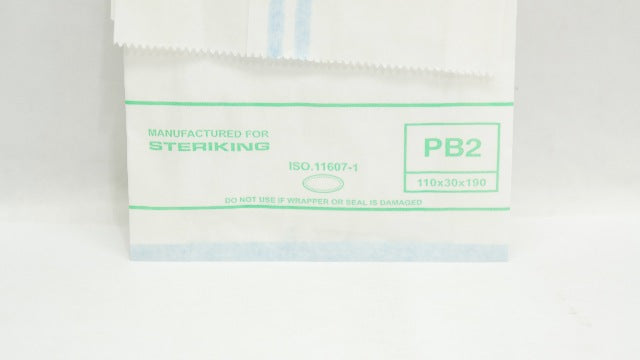 MANUFACTURED FOR
STERIKING
ISO.11607-1
PB2
110x30x190
DO NOT USE IF WRAPPER OR SEAL IS DAMAGED